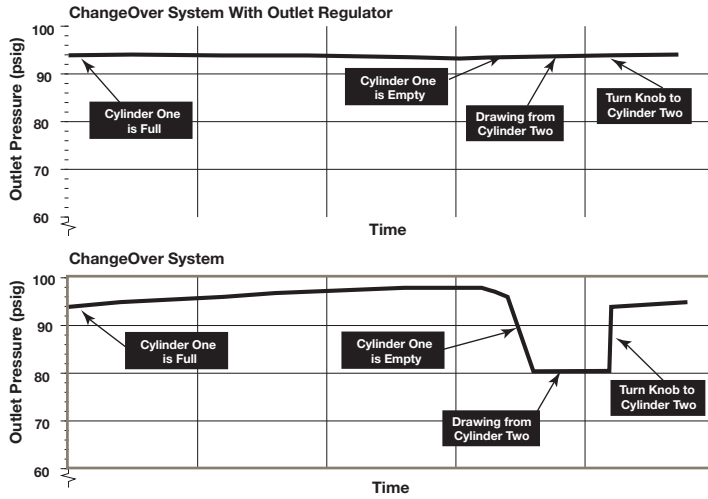 ChangeOver System With Outlet Regulator
Outlet Pressure (psig)
100
90
80
70
60
Cylinder One
is Full
Cylinder One
is Empty
Drawing from
Cylinder Two
Turn Knob to
Cylinder Two
Time
ChangeOver System
Outlet Pressure (psig)
100
90
80
70
60
Cylinder One
is Full
Cylinder One
is Empty
Drawing from
Cylinder Two
Turn Knob to
Cylinder Two
Time